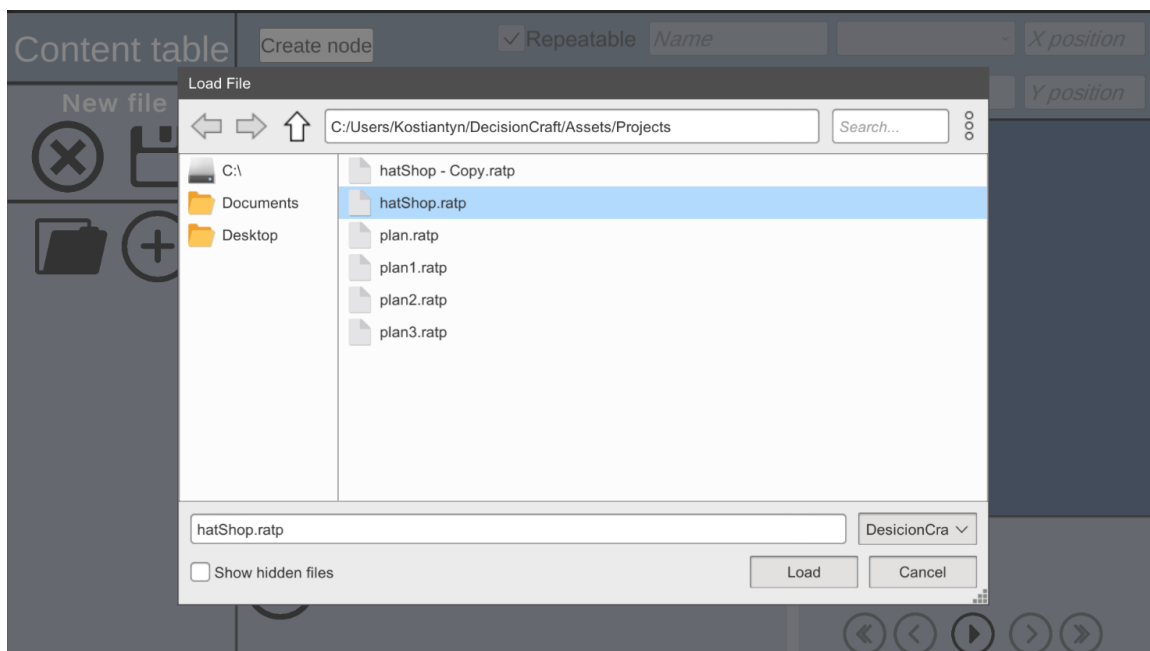 Content table
Create node
Repeatable
Name
X position
Load File
New file
Y position
C:/Users/Kostiantyn/DecisionCraft/Assets/Projects
Search...
C:\
Documents
Desktop
hatShop - Copy.ratp
hatShop.ratp
plan.ratp
plan1.ratp
plan2.ratp
plan3.ratp
hatShop.ratp
DesicionCra
Show hidden files
Load
Cancel